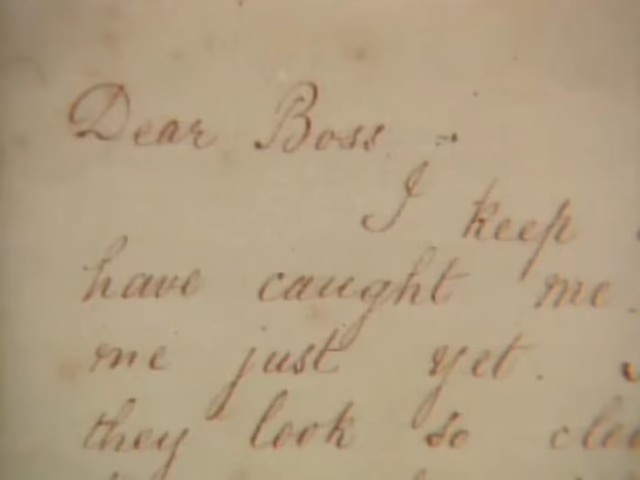 Dear Boss
I keep
have caught me
me just yet.
they look so